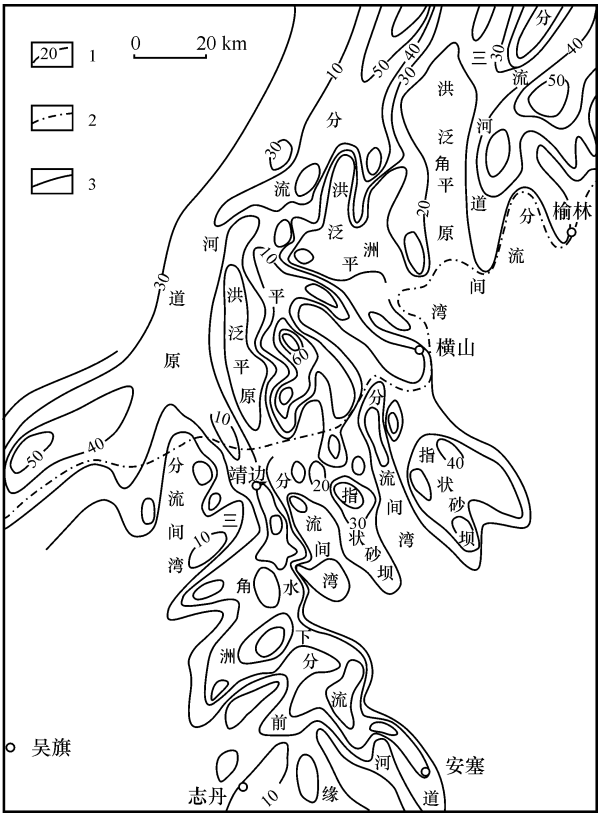 0 20 km
20 1
2
3
10
50
40
30
三
30
分
流
40
50
洪
泛
角
平
原
河
道
分
流
间
湾
榆林
20
30
分
流
河
道
原
30
洪
泛
平
洲
10
平
洪
泛
平
原
60
横山
10
50
40
分
流
间
湾
靖边
分
20
指
30
状
砂
坝
流
间
湾
分
流
间
湾
指
40
状
砂
坝
三
10
角
水
洲
下
分
流
前
河
道
缘
10
吴旗
志丹
安塞